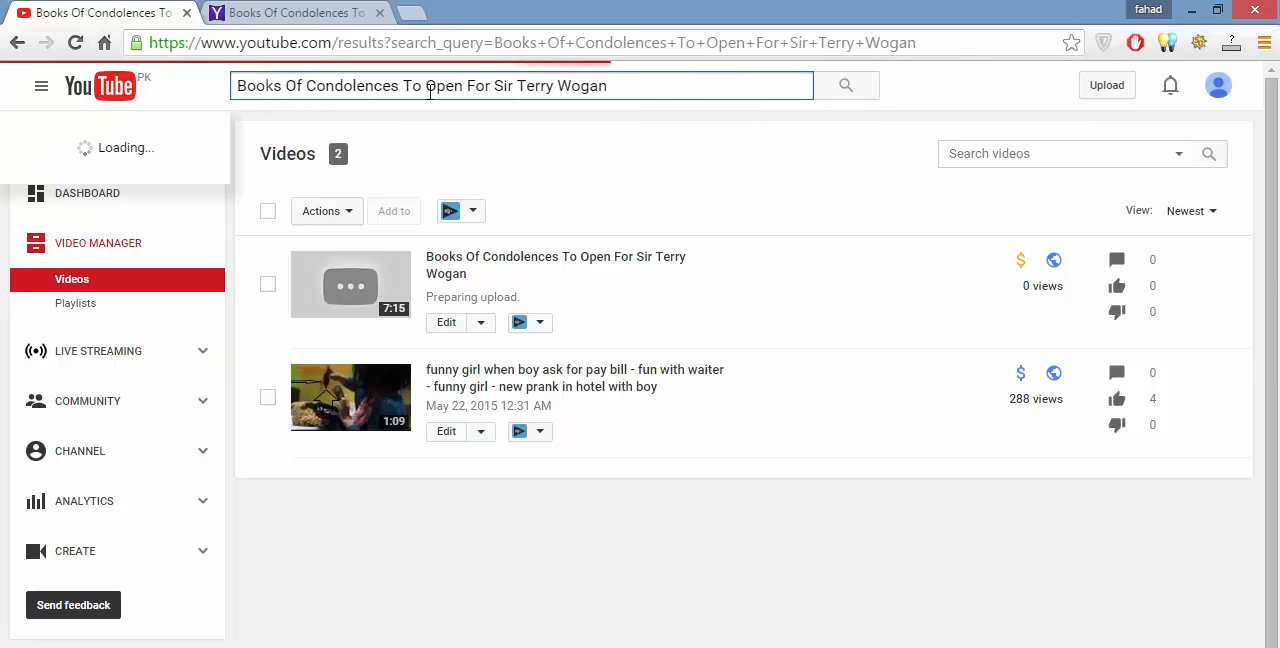 Books Of Condolences To
Books Of Condolences To
fahad
https://www.youtube.com/results?search_query=Books+Of+Condolences+To+Open+For+Sir+Terry+Wogan
YouTube PK
Books Of Condolences To Open For Sir Terry Wogan
Upload
Loading...
Videos 2
Search videos
DASHBOARD
Actions
Add to
View: Newest
VIDEO MANAGER
Videos
Playlists
Books Of Condolences To Open For Sir Terry
Wogan
Preparing upload.
7:15
Edit
0 views
0
0
0
LIVE STREAMING
funny girl when boy ask for pay bill - fun with waiter
- funny girl - new prank in hotel with boy
May 22, 2015 12:31 AM
1:09
Edit
288 views
0
4
0
COMMUNITY
CHANNEL
ANALYTICS
CREATE
Send feedback